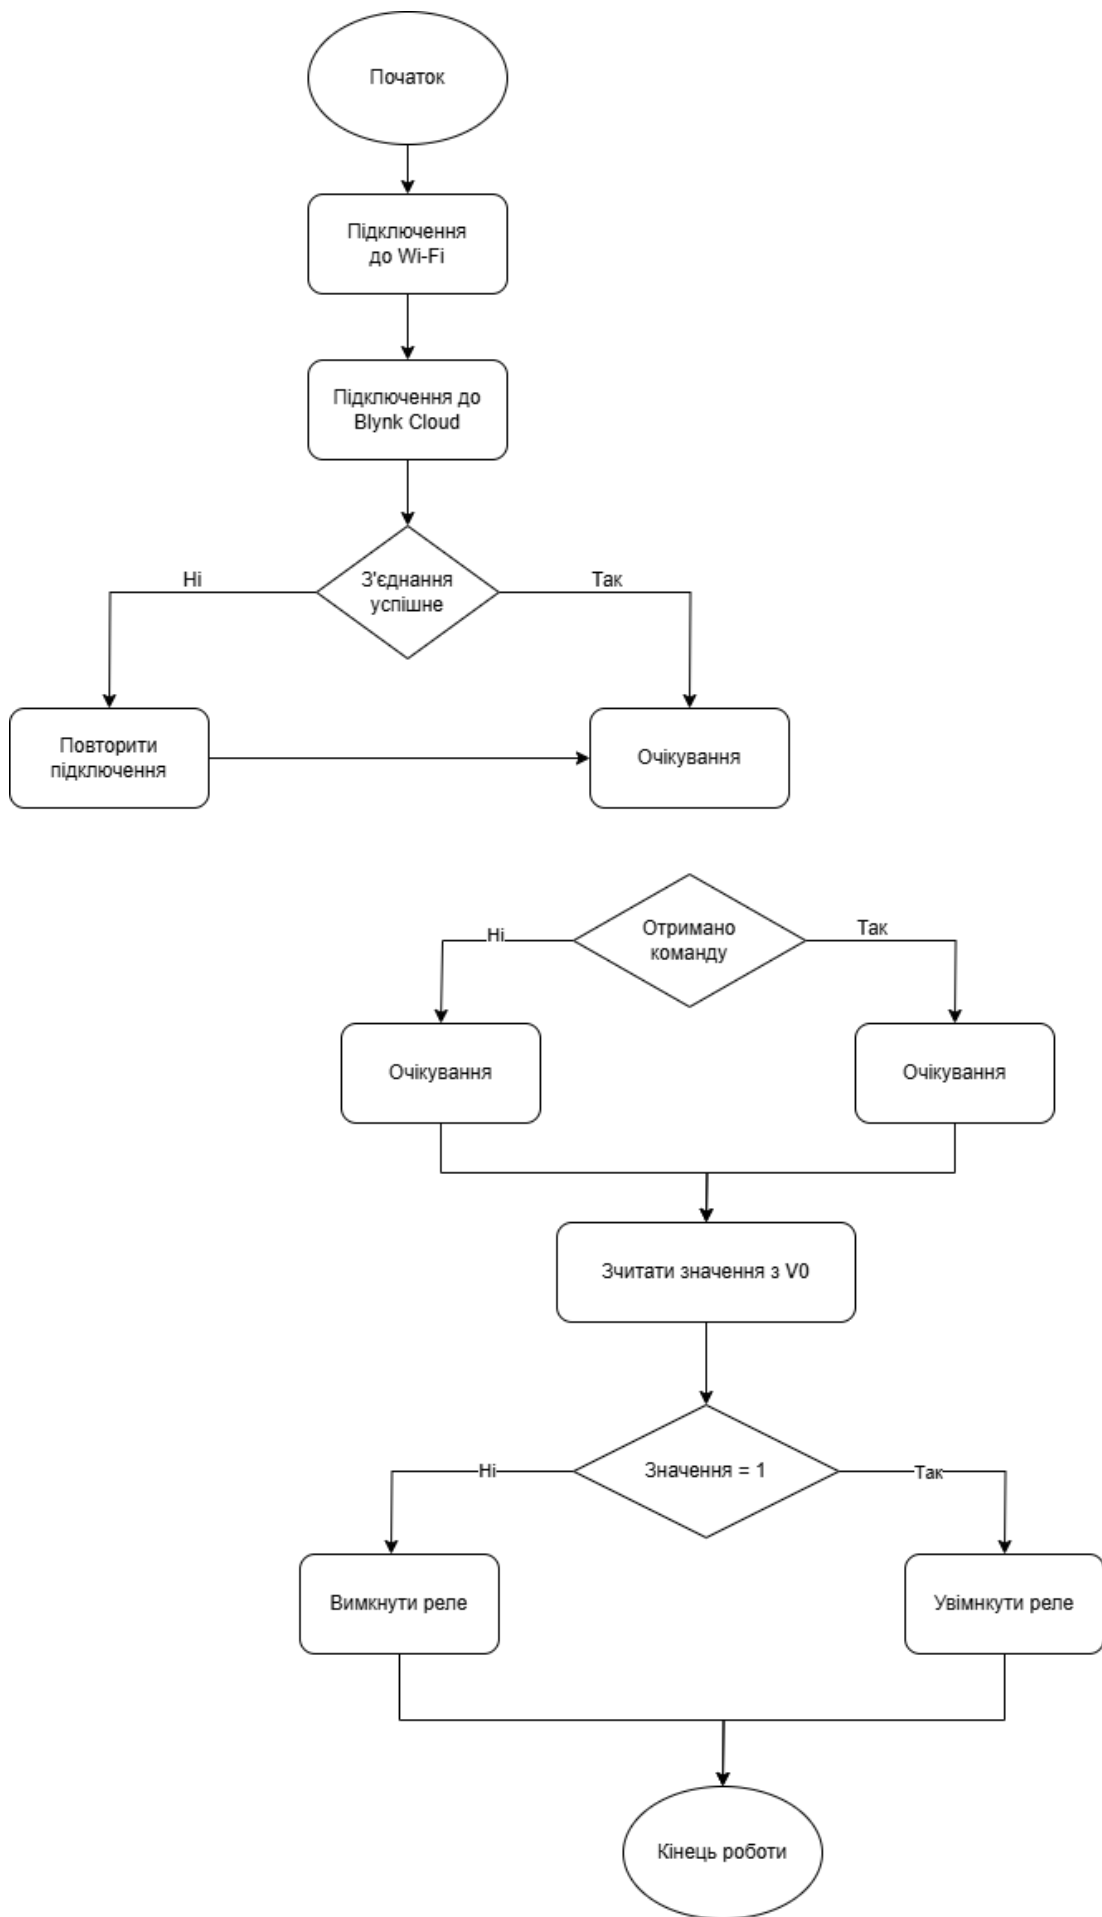 Початок
Підключення
до Wi-Fi
Підключення до
Blynk Cloud
З'єднання
успішне
Ні
Так
Повторити
підключення
Очікування
Отримано
команду
Ні
Так
Очікування
Очікування
Зчитати значення з V0
Значення = 1
Ні
Так
Вимкнути реле
Увімнкути реле
Кінець роботи